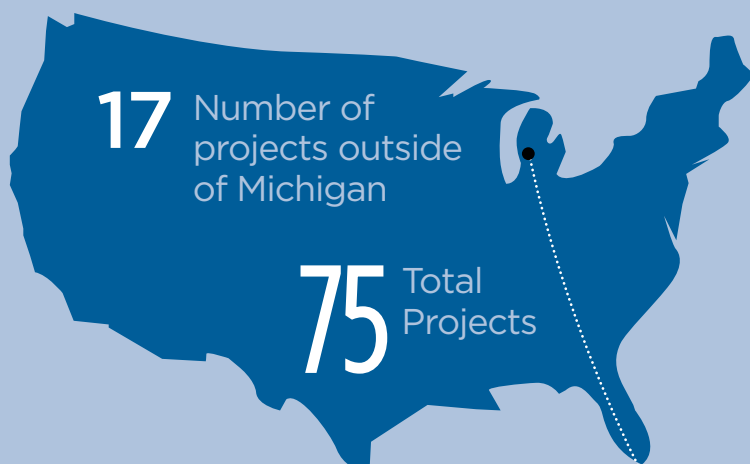 17 Number of
projects outside
of Michigan
75 Total
Projects